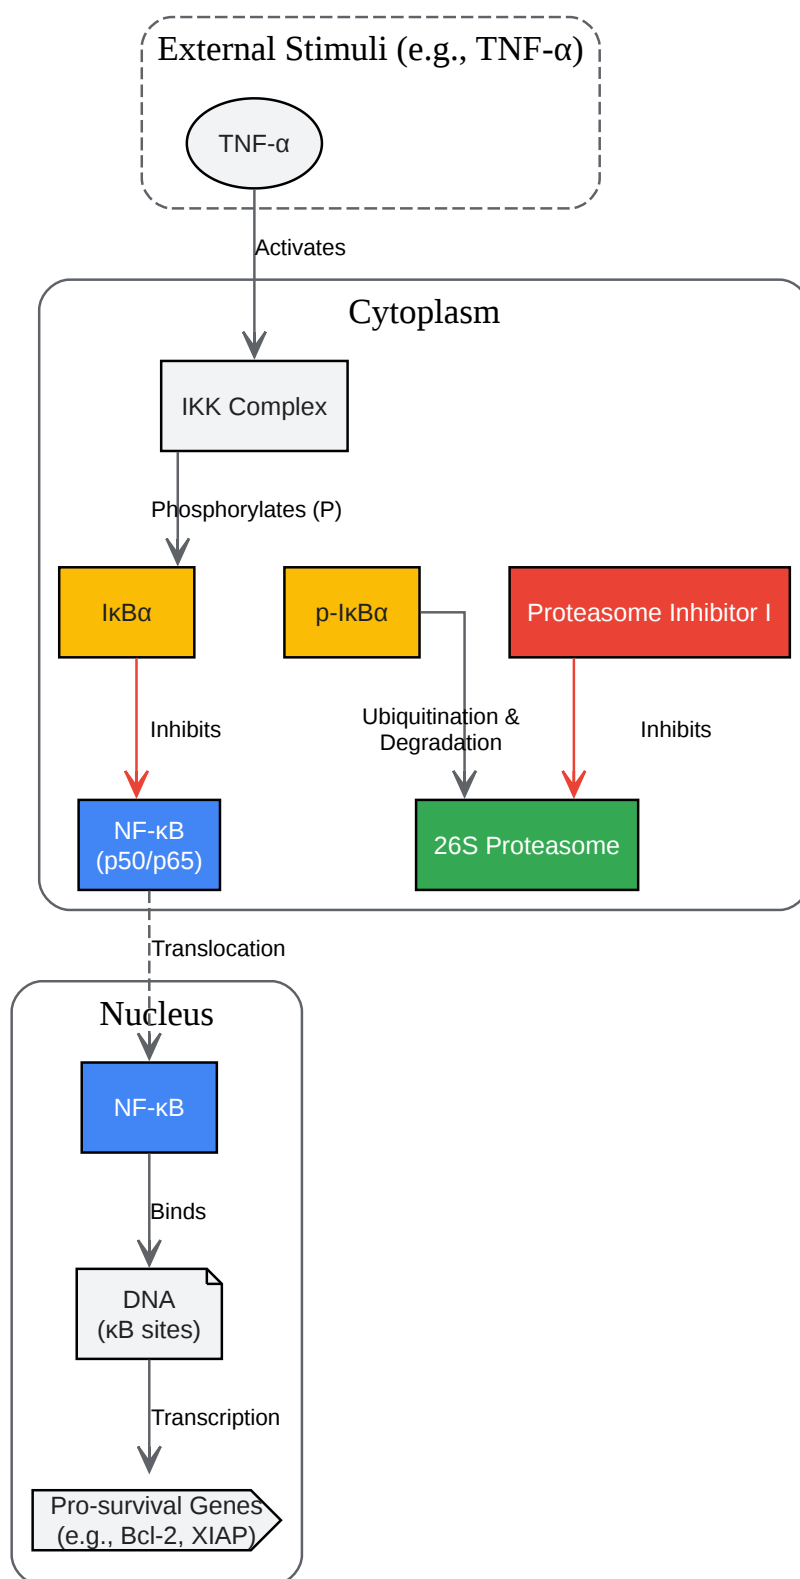 External Stimuli (e.g., TNF-α)
TNF-α
Activates
Cytoplasm
IKK Complex
Phosphorylates (P)
IκBα
p-IκBα
Proteasome Inhibitor I
Inhibits
Ubiquitination &
Degradation
Inhibits
NF-κB
(p50/p65)
26S Proteasome
Translocation
Nucleus
NF-κB
Binds
DNA
(κB sites)
Transcription
Pro-survival Genes
(e.g., Bcl-2, XIAP)